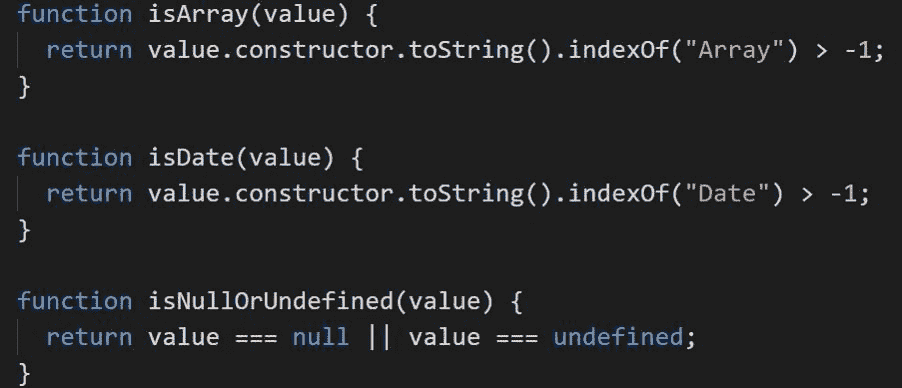 function isArray(value) {
  return value.constructor.toString().indexOf("Array") > -1;
}

function isDate(value) {
  return value.constructor.toString().indexOf("Date") > -1;
}

function isNullOrUndefined(value) {
  return value === null || value === undefined;
}